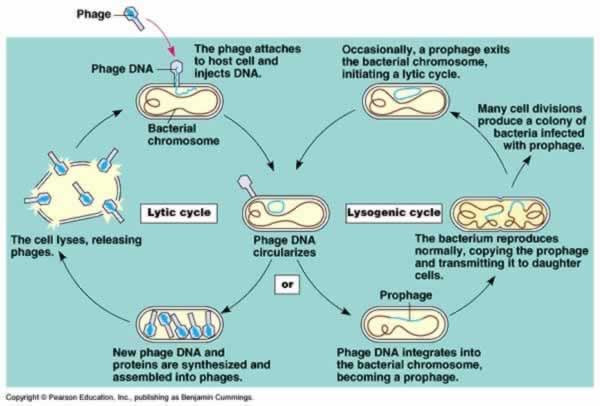 Phage
The phage attaches
to host cell and
injects DNA.
Phage DNA
Bacterial
chromosome
Occasionally, a prophage exits
the bacterial chromosome,
initiating a lytic cycle.
Many cell divisions
produce a colony of
bacteria infected
with prophage.
Lytic cycle
Lysogenic cycle
The cell lyses, releasing
phages.
Phage DNA
circularizes
The bacterium reproduces
normally, copying the prophage
and transmitting it to daughter
cells.
or
Prophage
New phage DNA and
proteins are synthesized and
assembled into phages.
Phage DNA integrates into
the bacterial chromosome,
becoming a prophage.
Copyright © Pearson Education, Inc., publishing as Benjamin Cummings.